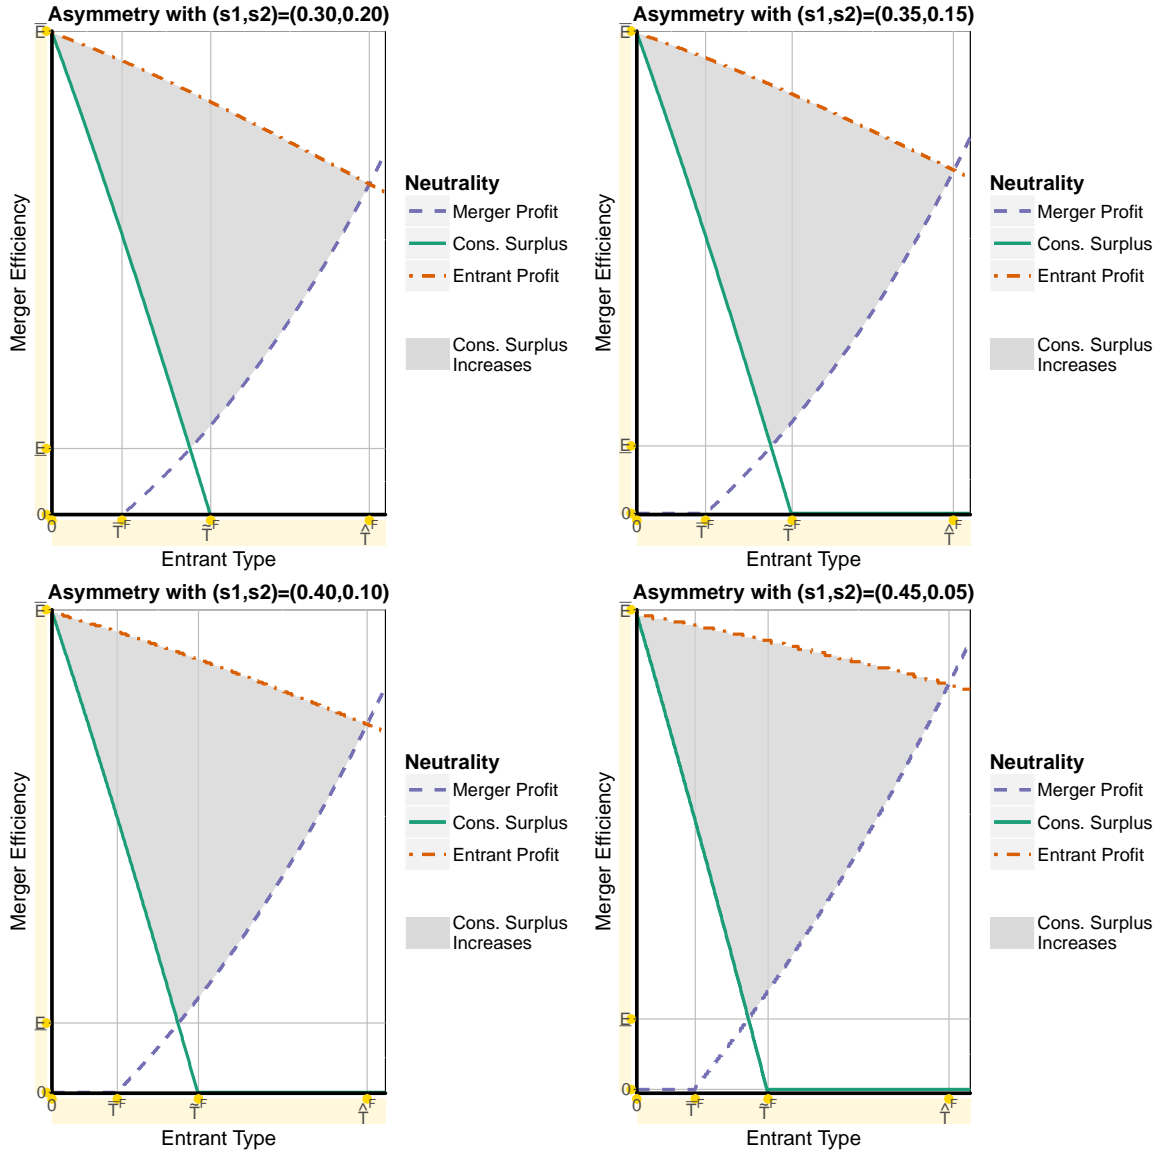 Asymmetry with (s1,s2)=(0.30,0.20)
E̅
Merger Efficiency
E̲
0
0
T̅ᶠ
T̃ᶠ
T̂ᶠ
Entrant Type
Neutrality
Merger Profit
Cons. Surplus
Entrant Profit
Cons. Surplus
Increases
Asymmetry with (s1,s2)=(0.35,0.15)
E̅
Merger Efficiency
E̲
0
0
T̅ᶠ
T̃ᶠ
T̂ᶠ
Entrant Type
Neutrality
Merger Profit
Cons. Surplus
Entrant Profit
Cons. Surplus
Increases
Asymmetry with (s1,s2)=(0.40,0.10)
E̅
Merger Efficiency
E̲
0
0
T̅ᶠ
T̃ᶠ
T̂ᶠ
Entrant Type
Neutrality
Merger Profit
Cons. Surplus
Entrant Profit
Cons. Surplus
Increases
Asymmetry with (s1,s2)=(0.45,0.05)
E̅
Merger Efficiency
E̲
0
0
T̅ᶠ
T̃ᶠ
T̂ᶠ
Entrant Type
Neutrality
Merger Profit
Cons. Surplus
Entrant Profit
Cons. Surplus
Increases